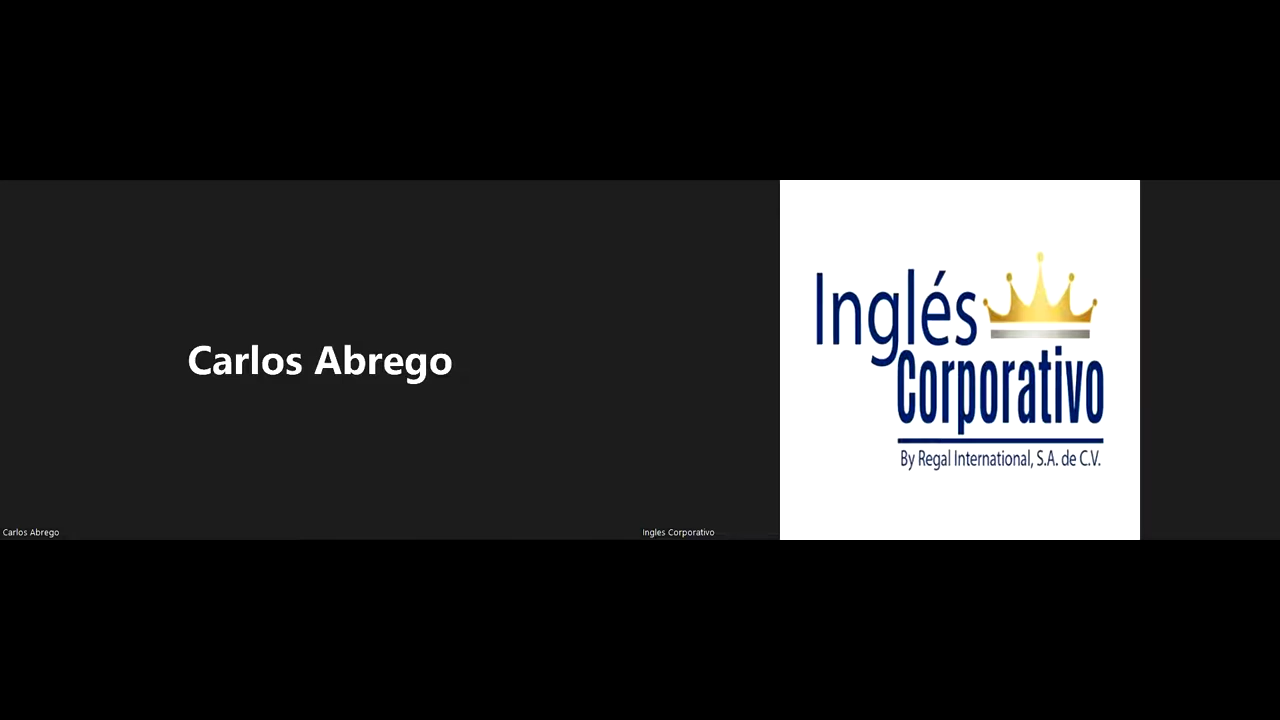 Carlos Abrego
Carlos Abrego
Inglés
Corporativo
By Regal International, S.A. de C.V.
Ingles Corporativo